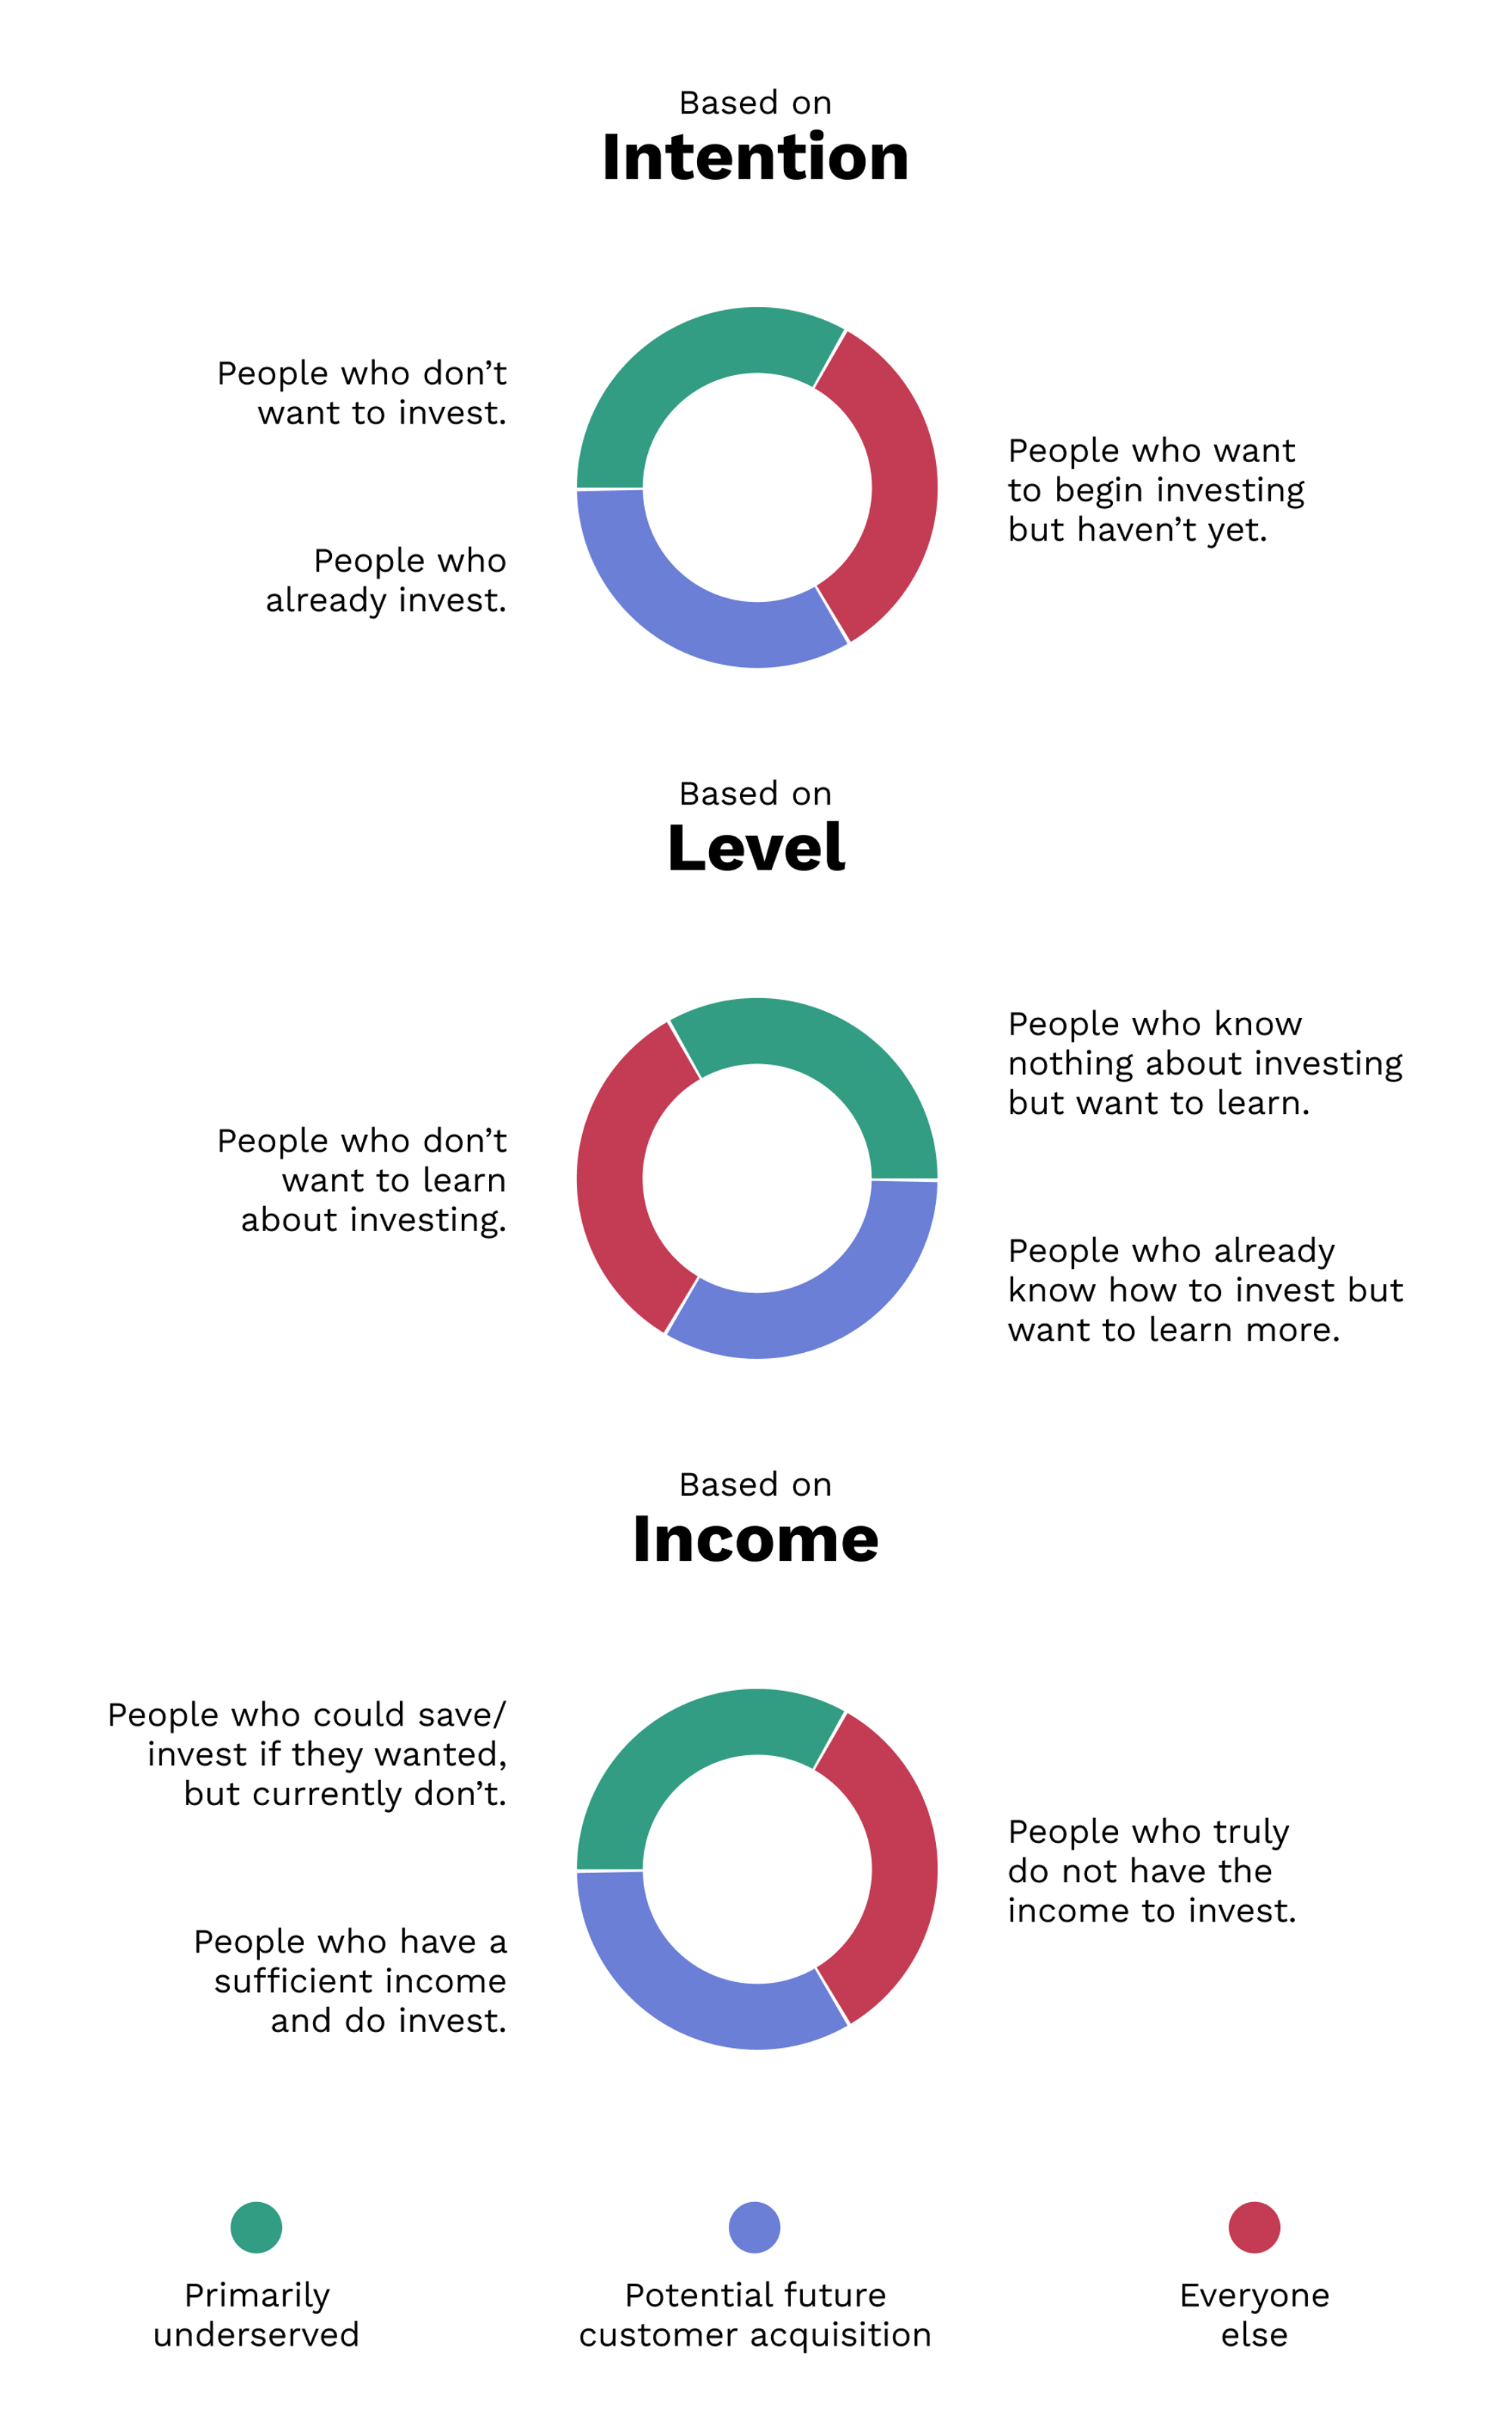 Based on
Intention
People who don’t
want to invest.
People who want
to begin investing
but haven’t yet.
People who
already invest.
Based on
Level
People who know
nothing about investing
but want to learn.
People who don’t
want to learn
about investing.
People who already
know how to invest but
want to learn more.
Based on
Income
People who could save/
invest if they wanted,
but currently don’t.
People who truly
do not have the
income to invest.
People who have a
sufficient income
and do invest.
Primarily
underserved
Potential future
customer acquisition
Everyone
else